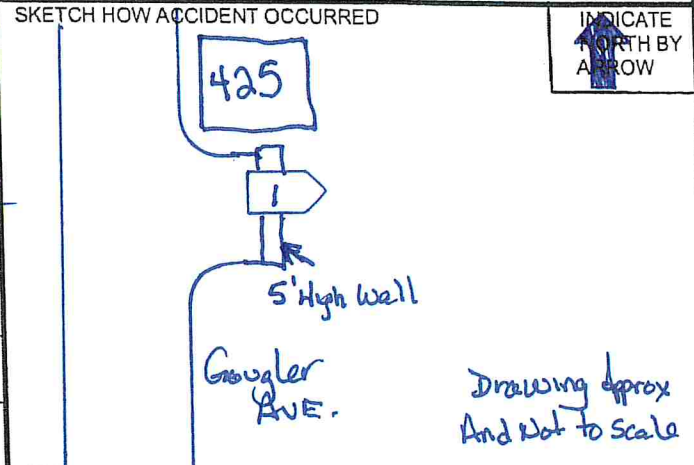 SKETCH HOW ACCIDENT OCCURRED
INDICATE
NORTH BY
ARROW
425
1
5' High Wall
Gougler
AVE.
Drawing Approx
And Not to Scale